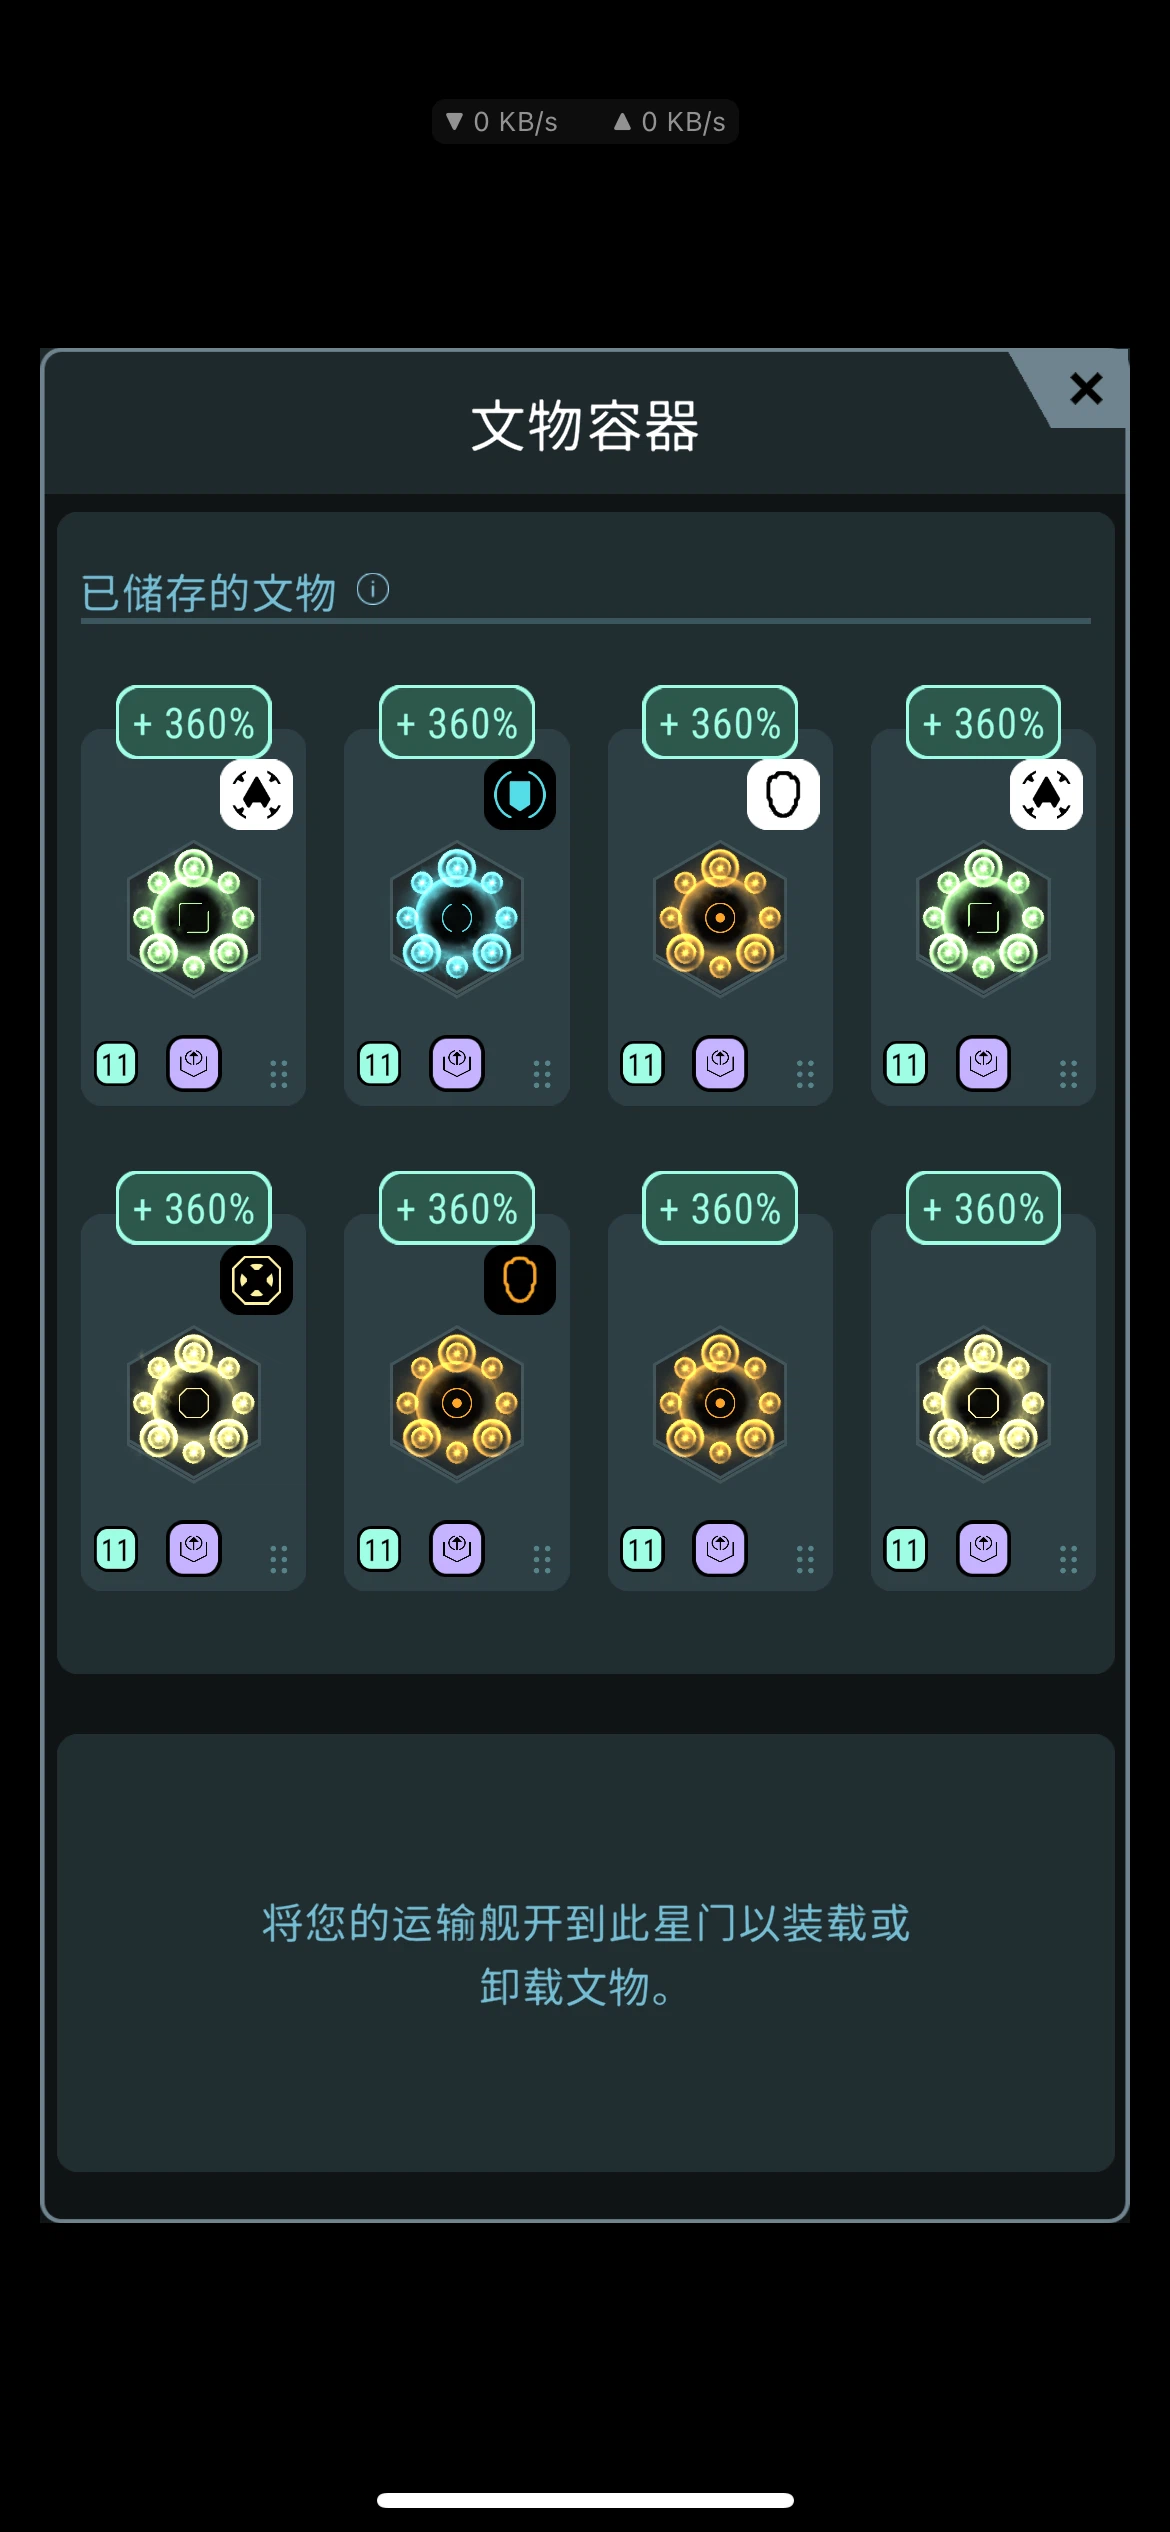 ▼ 0 KB/s ▲ 0 KB/s
文物容器
已储存的文物
+ 360% + 360% + 360% + 360%
11 11 11 11
+ 360% + 360% + 360% + 360%
11 11 11 11
将您的运输舰开到此星门以装载或
卸载文物。